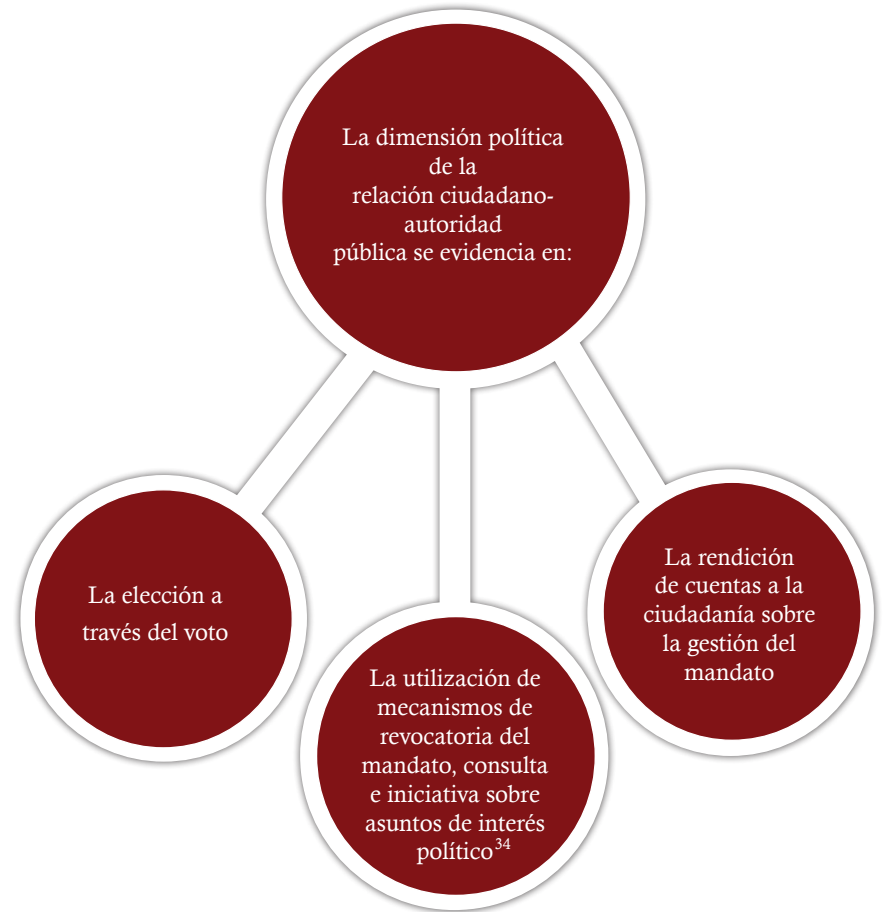 La dimensión política
de la
relación ciudadano-
autoridad
pública se evidencia en:
La elección a
través del voto
La utilización de
mecanismos de
revocatoria del
mandato, consulta
e iniciativa sobre
asuntos de interés
político34
La rendición
de cuentas a la
ciudadanía sobre
la gestión del
mandato